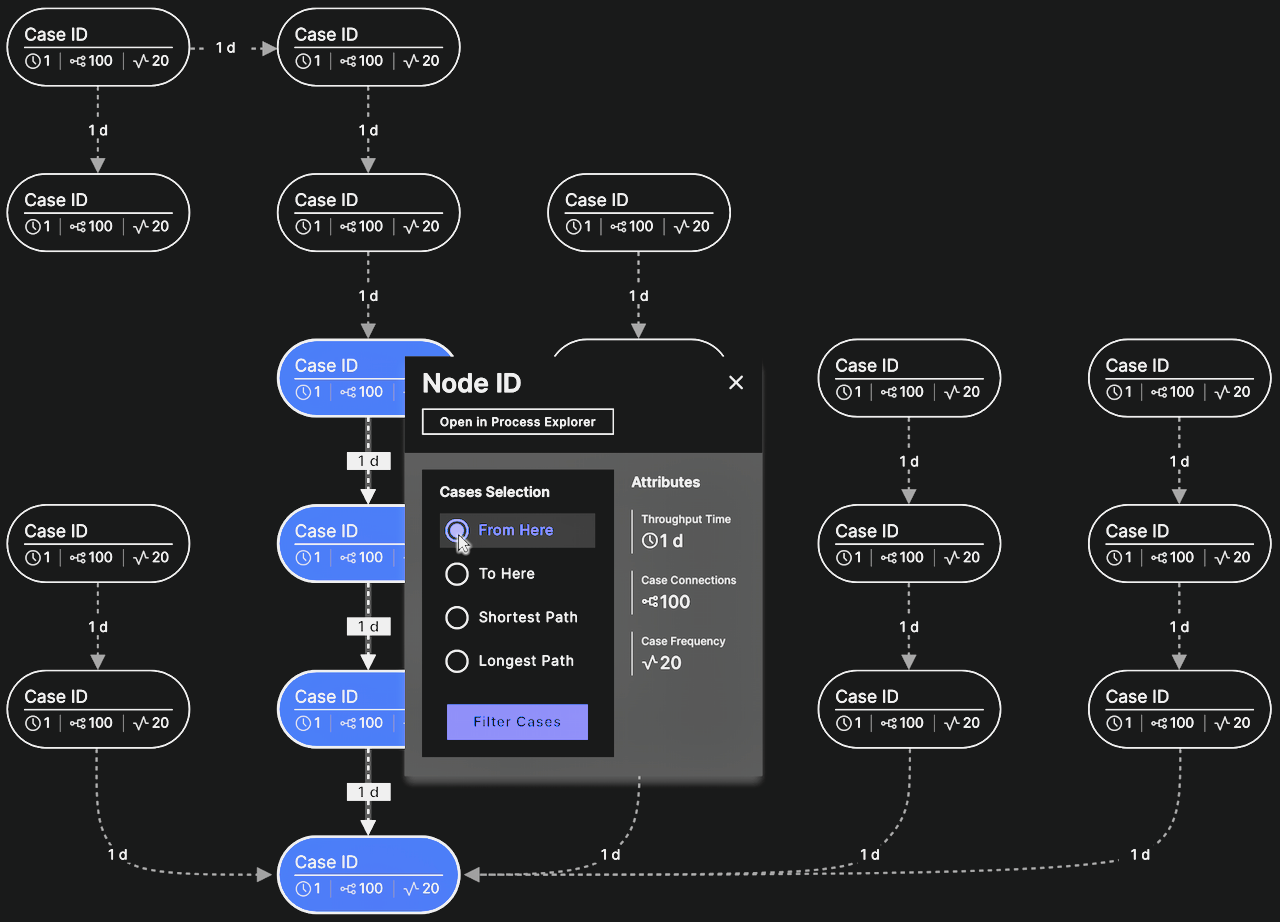 Case ID
1 100 20
1 d
Case ID
1 100 20
1 d
1 d
Case ID
1 100 20
Case ID
1 100 20
Case ID
1 100 20
1 d
1 d
Case ID
1 100
Case ID
1 100 20
Case ID
1 100 20
Node ID
Open in Process Explorer
Cases Selection
From Here
To Here
Shortest Path
Longest Path
Filter Cases
Attributes
Throughput Time
1 d
Case Connections
100
Case Frequency
20
1 d
1 d
1 d
Case ID
1 100 20
Case ID
1 100
Case ID
1 100 20
Case ID
1 100 20
1 d
1 d
1 d
1 d
Case ID
1 100 20
Case ID
1 100
Case ID
1 100 20
Case ID
1 100 20
1 d
1 d
1 d
1 d
1 d
Case ID
1 100 20